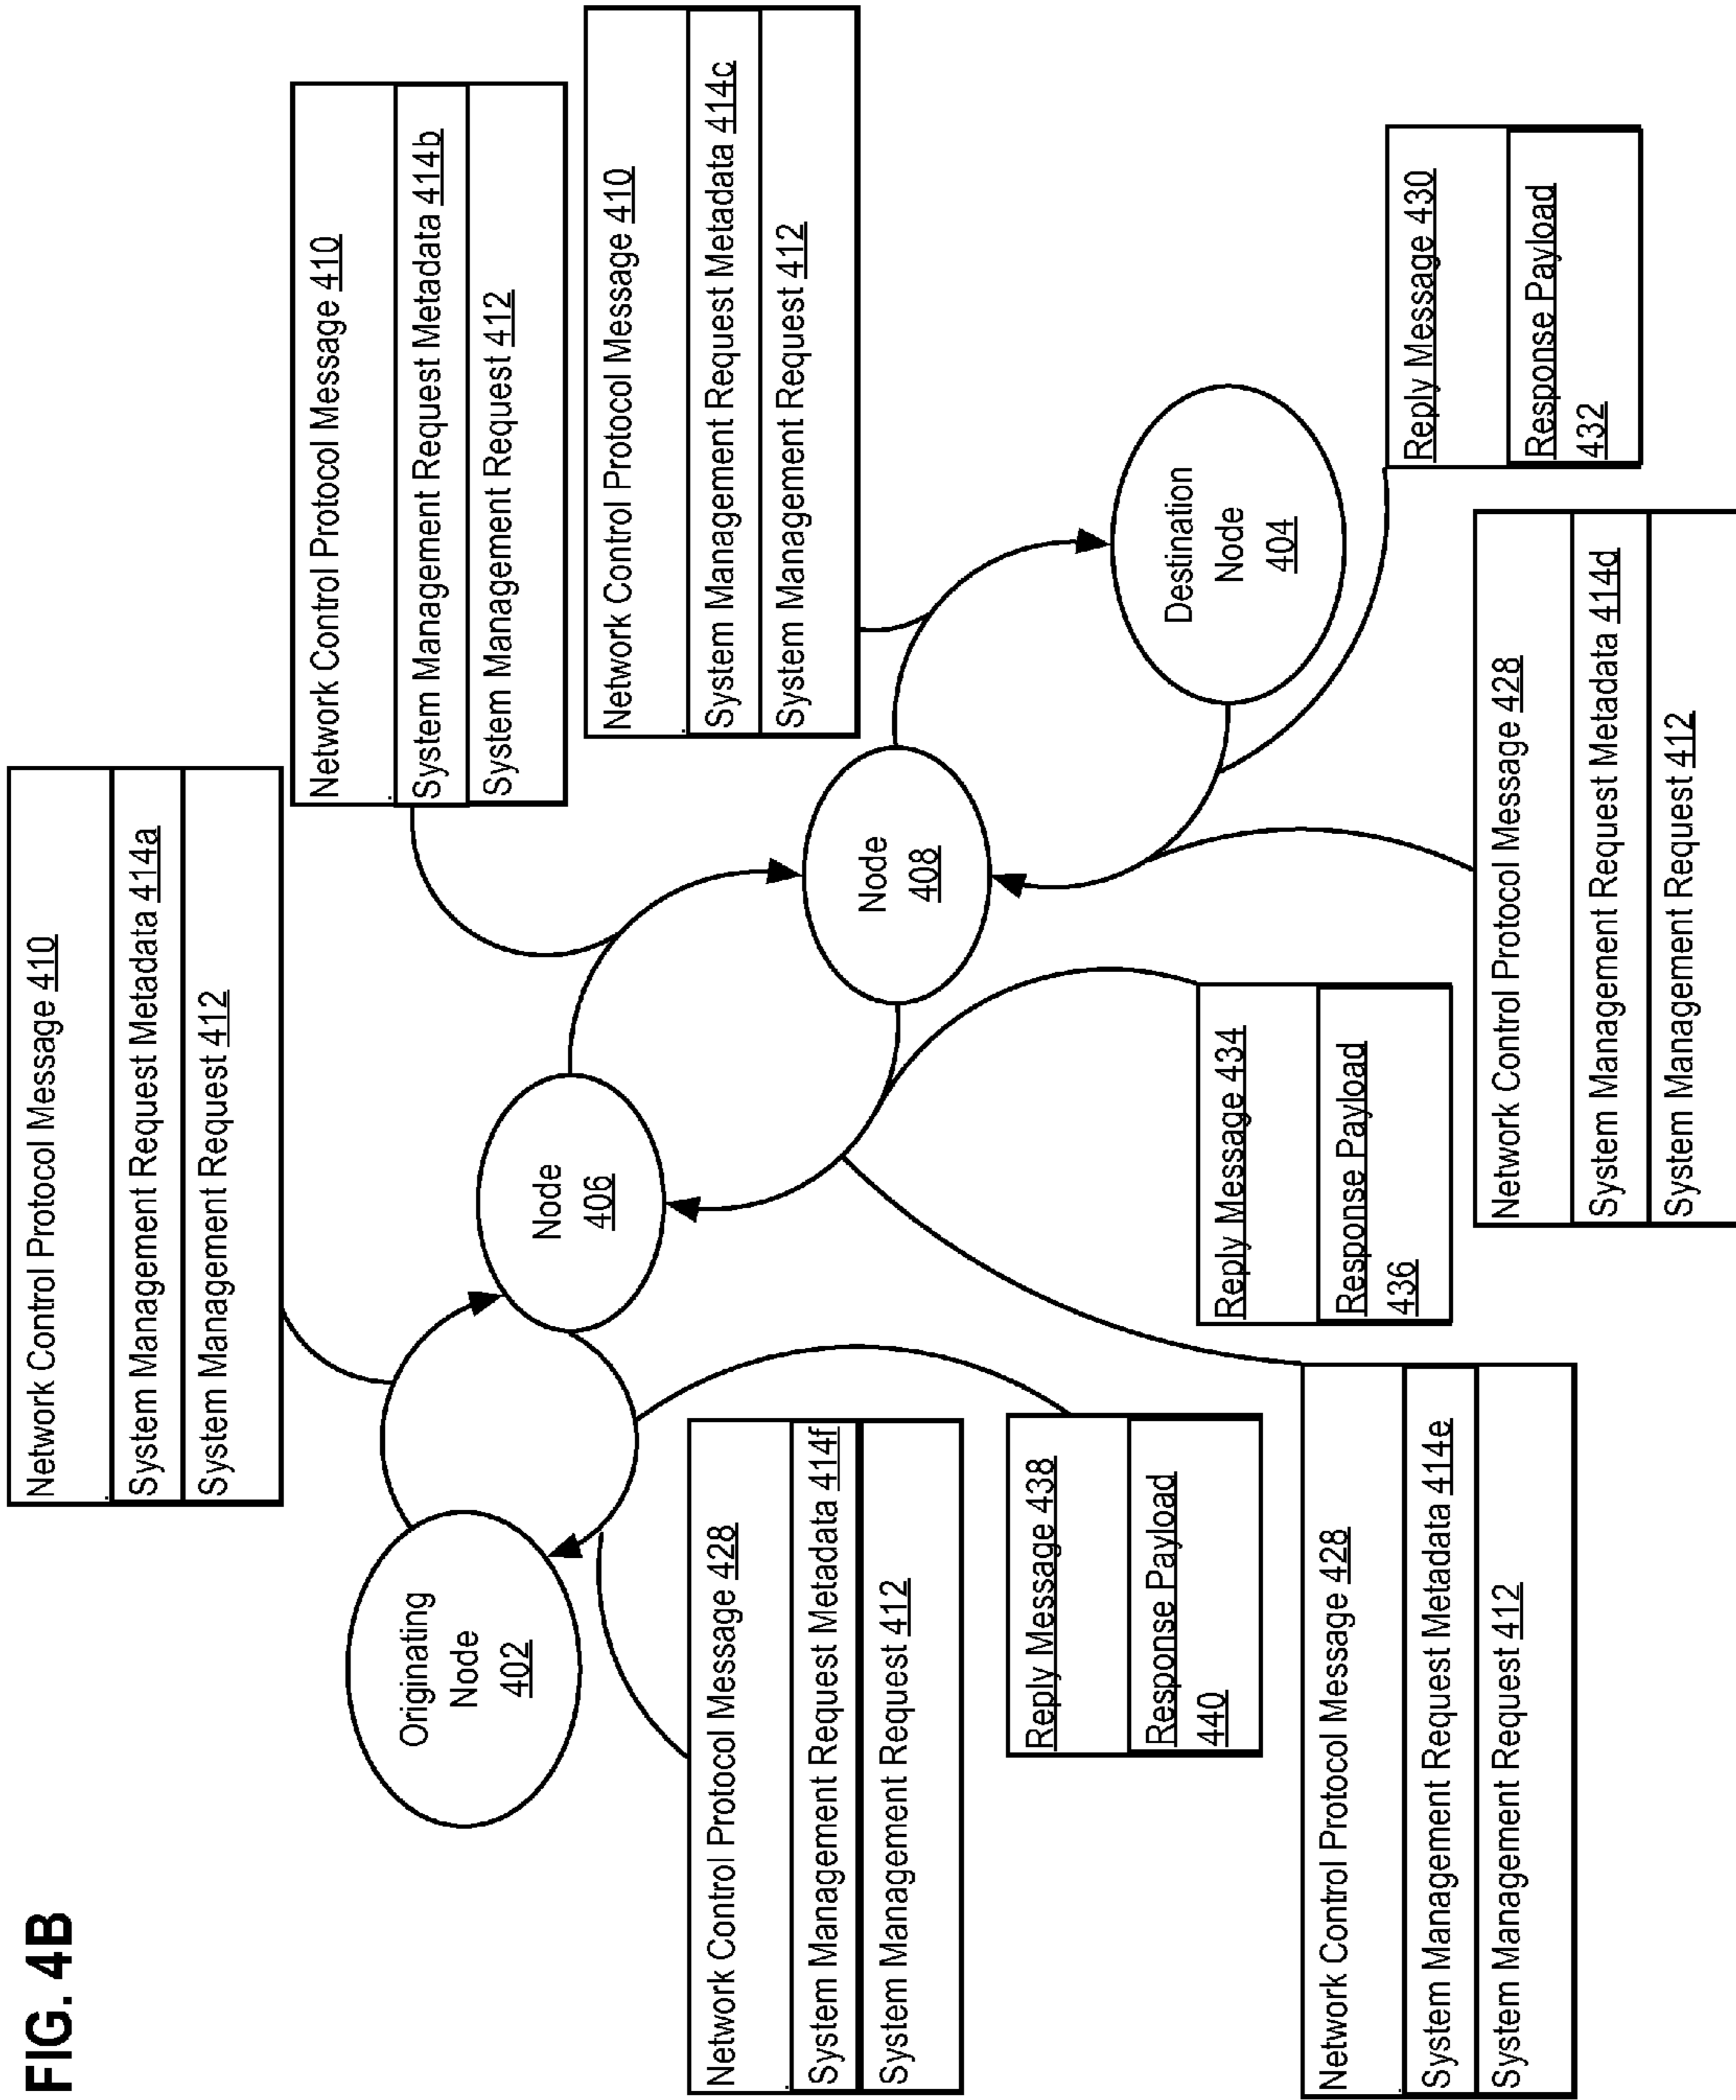 FIG. 4B
Network Control Protocol Message 410
System Management Request Metadata 414a
System Management Request 412
Network Control Protocol Message 410
System Management Request Metadata 414b
System Management Request 412
Network Control Protocol Message 410
System Management Request Metadata 414c
System Management Request 412
Originating
Node
402
Node
406
Node
408
Destination
Node
404
Network Control Protocol Message 428
System Management Request Metadata 414f
System Management Request 412
Reply Message 438
Response Payload
440
Reply Message 434
Response Payload
436
Reply Message 430
Response Payload
432
Network Control Protocol Message 428
System Management Request Metadata 414e
System Management Request 412
Network Control Protocol Message 428
System Management Request Metadata 414d
System Management Request 412